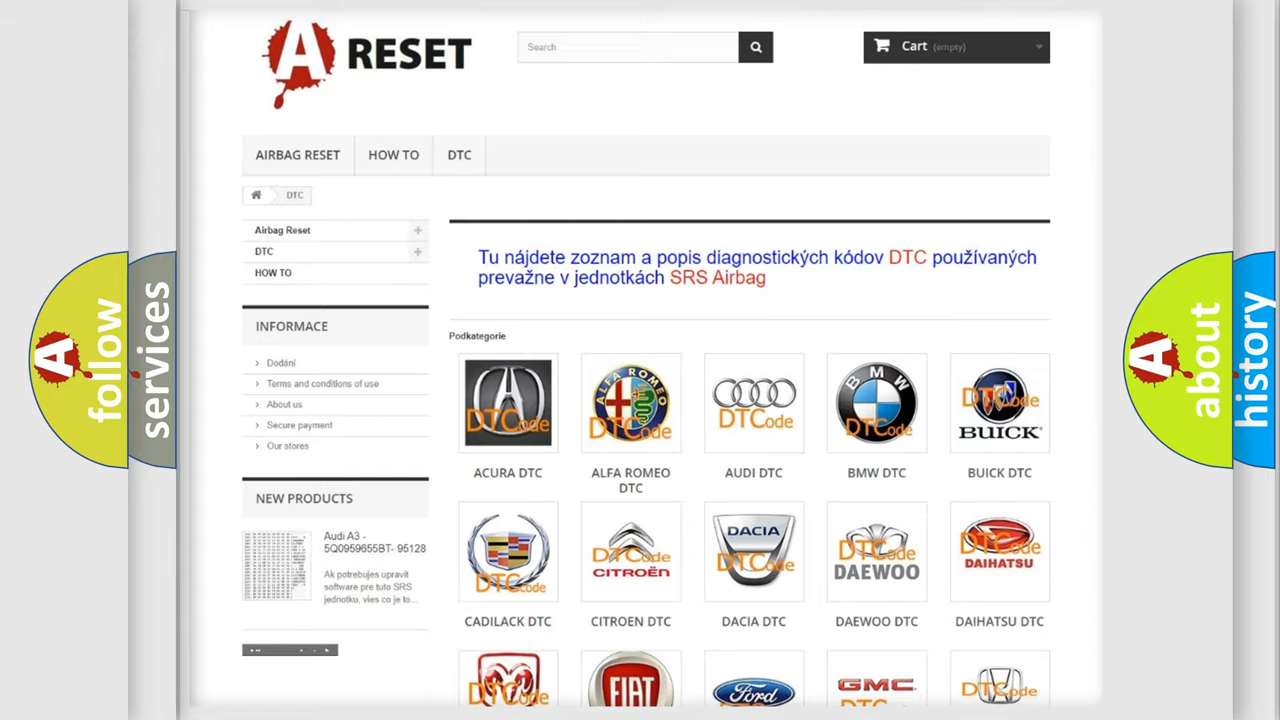 A RESET
Search
Cart (empty)
AIRBAG RESET
HOW TO
DTC
DTC
Airbag Reset
DTC
HOW TO
INFORMACE
Dodání
Terms and conditions of use
About us
Secure payment
Our stores
NEW PRODUCTS
Audi A3 -
5Q0959655BT- 95128
Ak potrebujes upravit
software pre tuto SRS
jednotku, vies co je to...
Tu nájdete zoznam a popis diagnostických kódov DTC používaných
prevažne v jednotkách SRS Airbag
Podkategorie
DTCode
ALFA ROMEO
DTCode
DTCode
BMW
DTCode
DTCode
BUICK
ACURA DTC
ALFA ROMEO
DTC
AUDI DTC
BMW DTC
BUICK DTC
DTCode
DTCode
CITROËN
DACIA
DTCode
DTCode
DAEWOO
DTCode
DAIHATSU
CADILACK DTC
CITROEN DTC
DACIA DTC
DAEWOO DTC
DAIHATSU DTC
DTCode
FIAT
Ford
GMC
DTCode
A follow
services
A about
history